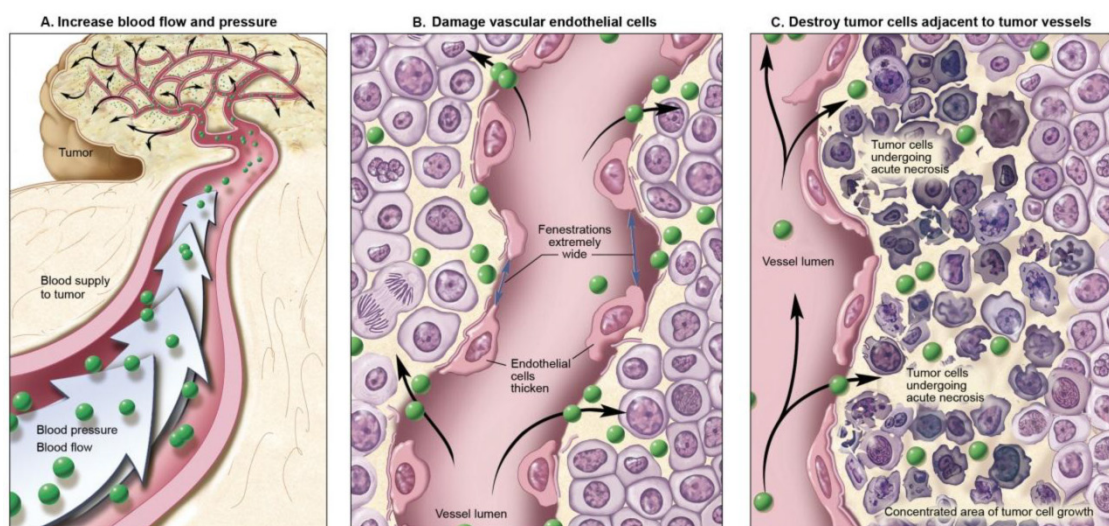 A. Increase blood flow and pressure
Tumor
Blood supply
to tumor
Blood pressure
Blood flow
B. Damage vascular endothelial cells
Fenestrations
extremely
wide
Endothelial
cells
thicken
Vessel lumen
C. Destroy tumor cells adjacent to tumor vessels
Tumor cells
undergoing
acute necrosis
Vessel lumen
Tumor cells
undergoing
acute necrosis
Concentrated area of tumor cell growth